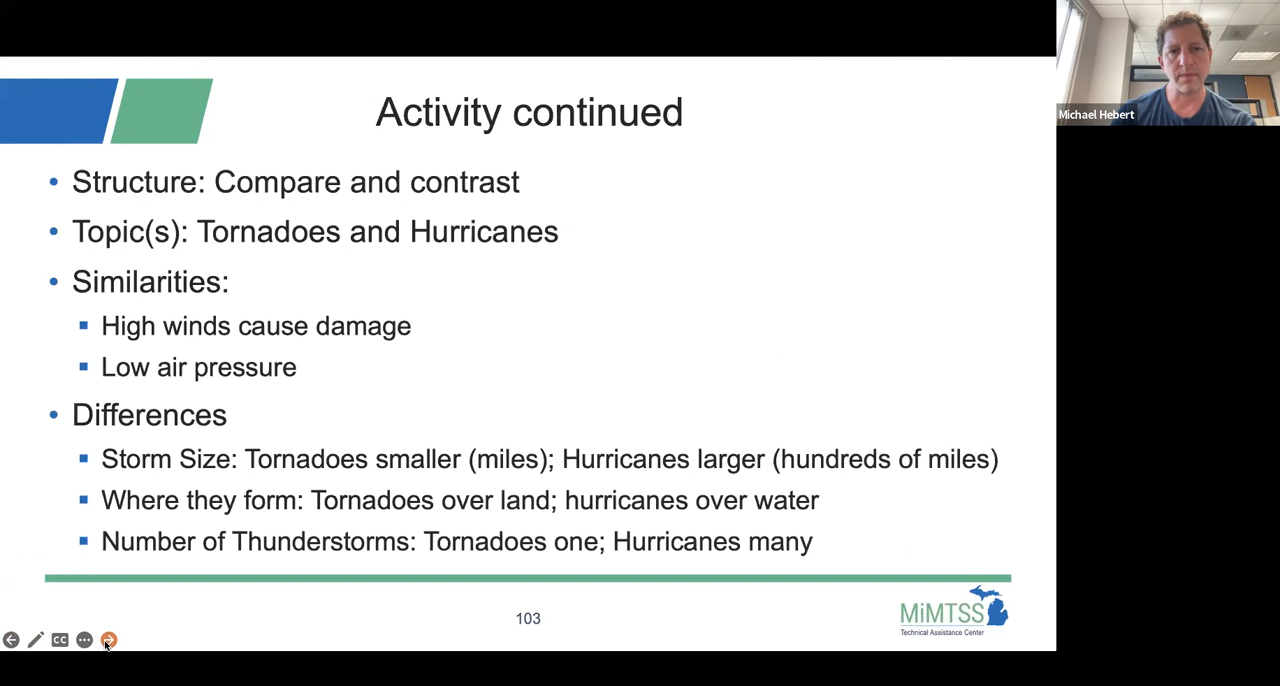 Activity continued
Michael Hebert
• Structure: Compare and contrast
• Topic(s): Tornadoes and Hurricanes
• Similarities:
▪ High winds cause damage
▪ Low air pressure
• Differences
▪ Storm Size: Tornadoes smaller (miles); Hurricanes larger (hundreds of miles)
▪ Where they form: Tornadoes over land; hurricanes over water
▪ Number of Thunderstorms: Tornadoes one; Hurricanes many
103
MiMTSS
Technical Assistance Center
CC